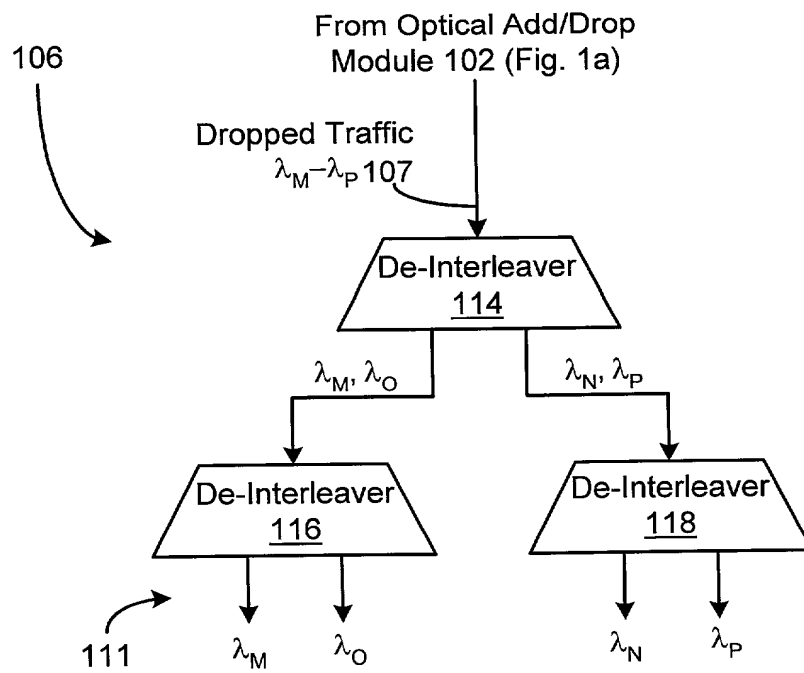 From Optical Add/Drop
Module 102 (Fig. 1a)
106
Dropped Traffic
λM–λP 107
De-Interleaver
114
λM, λO
λN, λP
De-Interleaver
116
De-Interleaver
118
111
λM
λO
λN
λP